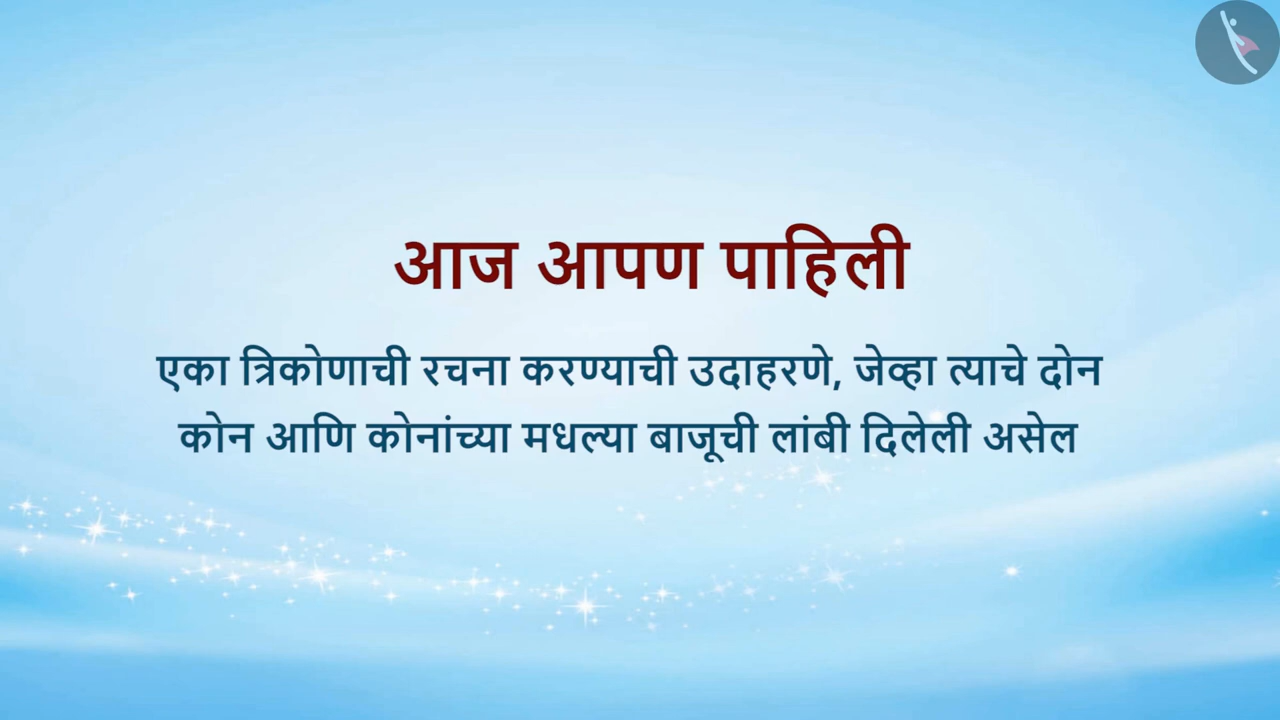 आज आपण पाहिली
एका त्रिकोणाची रचना करण्याची उदाहरणे, जेव्हा त्याचे दोन
कोन आणि कोनांच्या मधल्या बाजूची लांबी दिलेली असेल